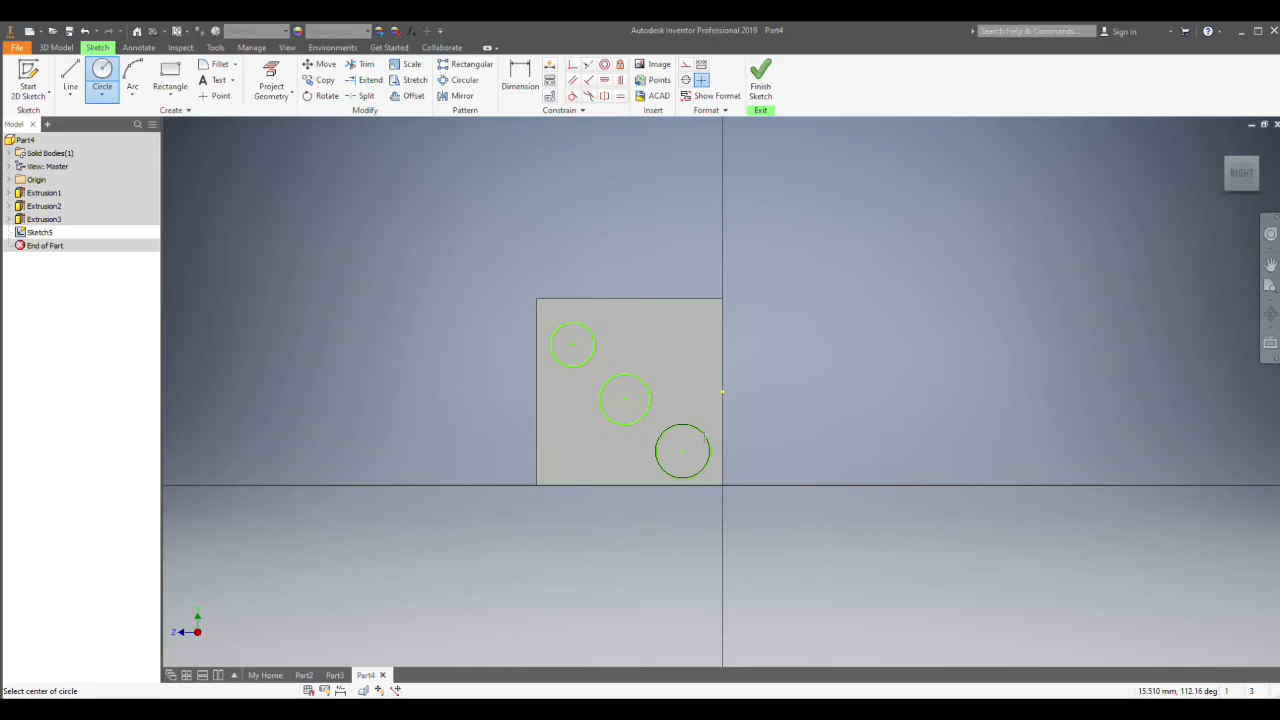 Autodesk Inventor Professional 2019 Part4
Search Help & Commands...
Sign In
File 3D Model Sketch Annotate Inspect Tools Manage View Environments Get Started Collaborate
Start
2D Sketch
Line
Circle
Arc
Rectangle
Fillet
Text
Point
Project
Geometry
Move Trim Scale
Copy Extend Stretch
Rotate Split Offset
Rectangular
Circular
Mirror
Dimension
Image
Points
ACAD
Show Format
Finish
Sketch
Sketch Create Modify Pattern Constrain Insert Format Exit
Model
Part4
Solid Bodies(1)
View: Master
Origin
Extrusion1
Extrusion2
Extrusion3
Sketch5
End of Part
RIGHT
Z
My Home Part2 Part3 Part4
Select center of circle
15.510 mm, 112.16 deg 1 3